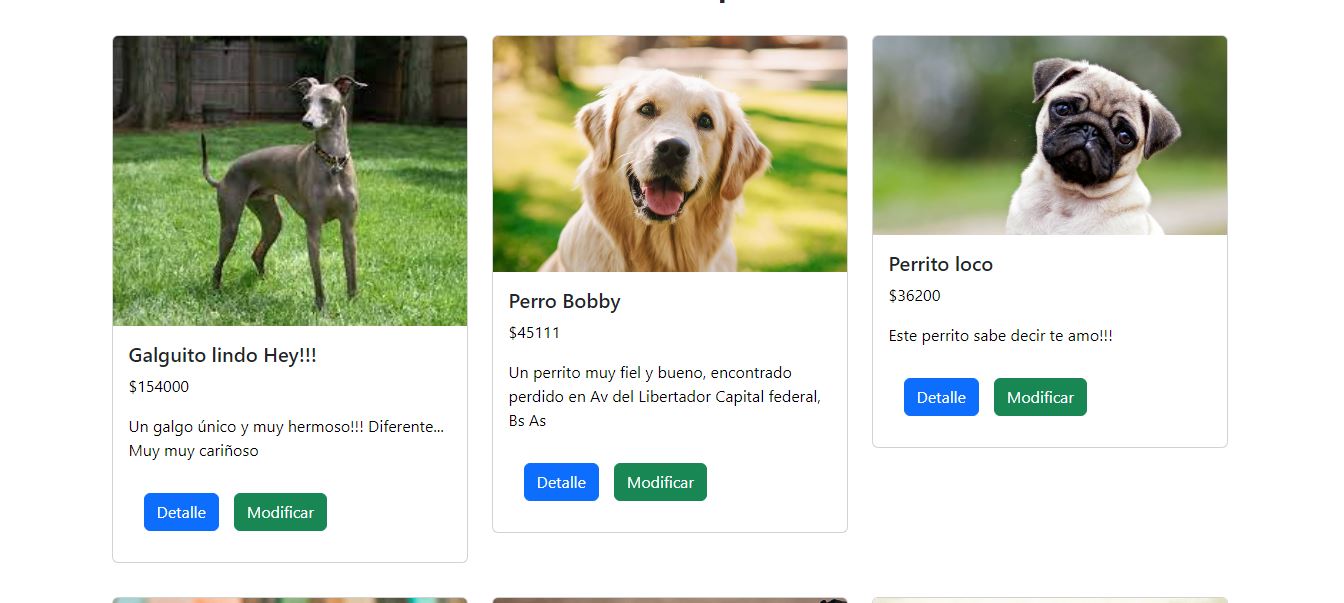 Galguito lindo Hey!!!
$154000
Un galgo único y muy hermoso!!! Diferente...
Muy muy cariñoso
Detalle
Modificar
Perro Bobby
$45111
Un perrito muy fiel y bueno, encontrado
perdido en Av del Libertador Capital federal,
Bs As
Detalle
Modificar
Perrito loco
$36200
Este perrito sabe decir te amo!!!
Detalle
Modificar